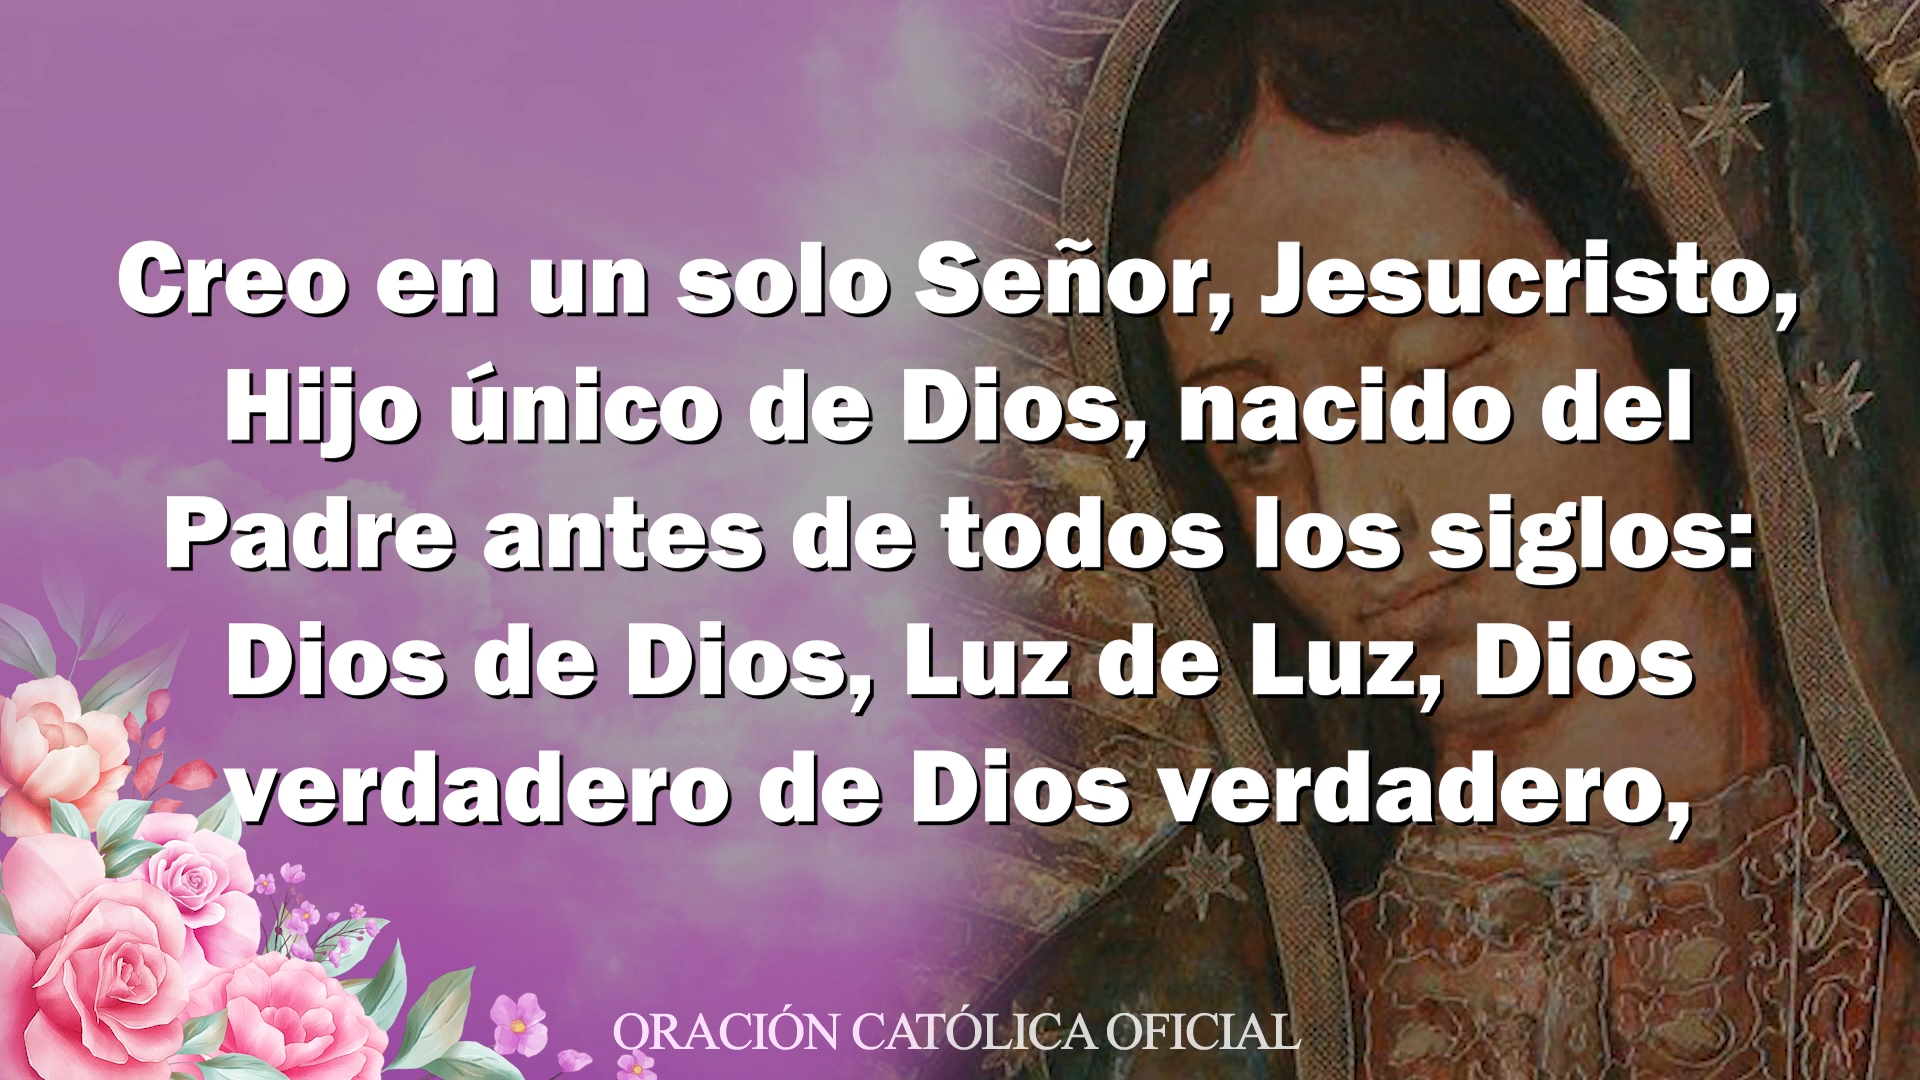 Creo en un solo Señor, Jesucristo,
Hijo único de Dios, nacido del
Padre antes de todos los siglos:
Dios de Dios, Luz de Luz, Dios
verdadero de Dios verdadero,
ORACIÓN CATÓLICA OFICIAL